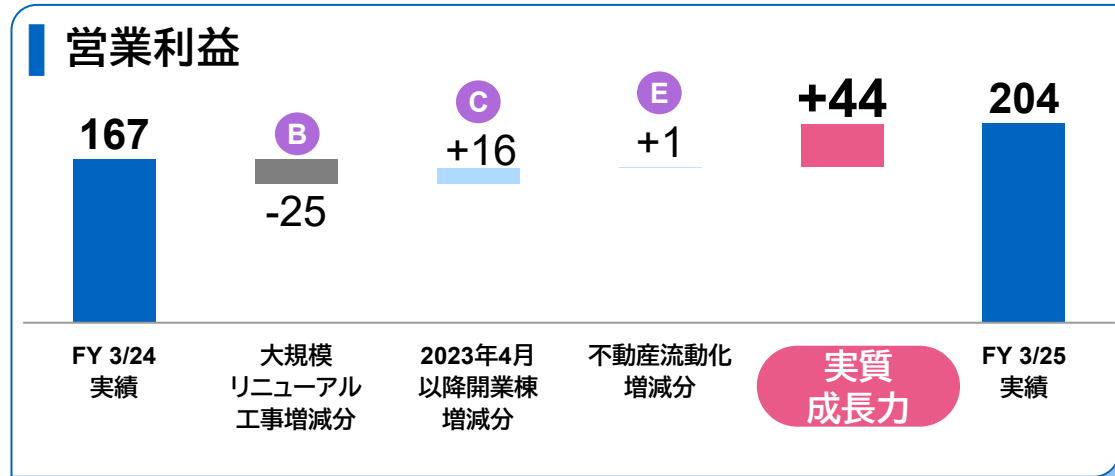 営業利益
167
B
-25
C
+16
E
+1
+44
204
FY 3/24
実績
大規模
リニューアル
工事増減分
2023年4月
以降開業棟
増減分
不動産流動化
増減分
実質
成長力
FY 3/25
実績